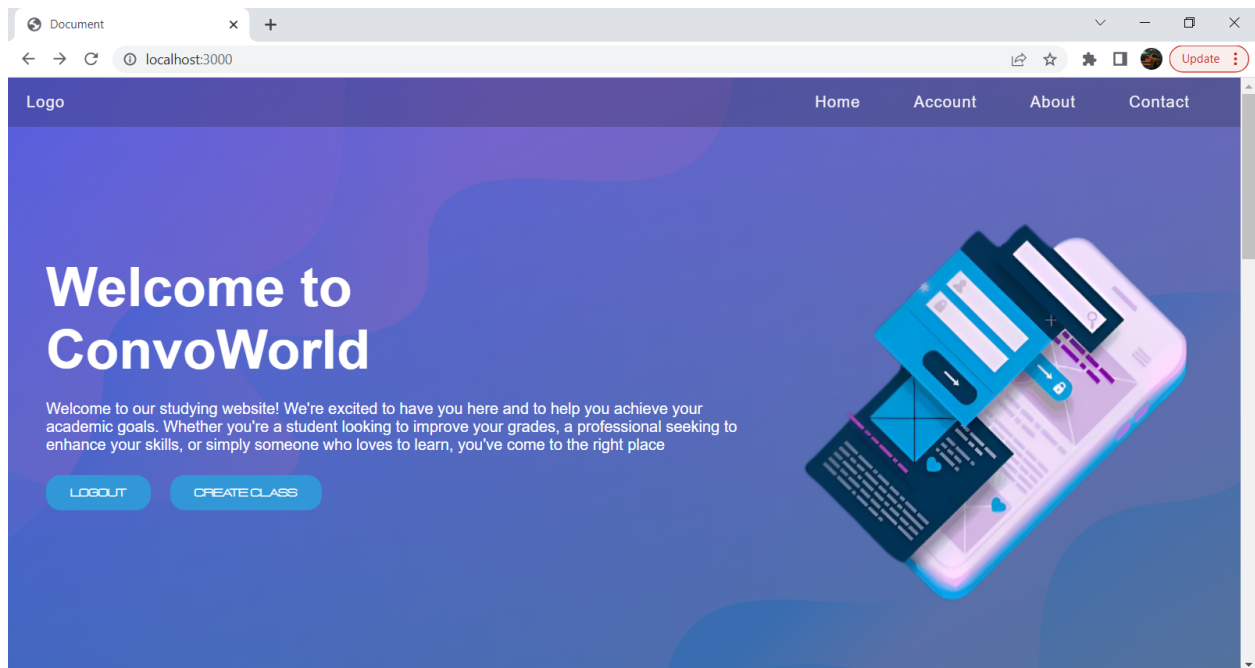 Document
localhost:3000
Update
Logo
Home Account About Contact
Welcome to
ConvoWorld
Welcome to our studying website! We're excited to have you here and to help you achieve your
academic goals. Whether you're a student looking to improve your grades, a professional seeking to
enhance your skills, or simply someone who loves to learn, you've come to the right place
LOGOUT CREATE CLASS